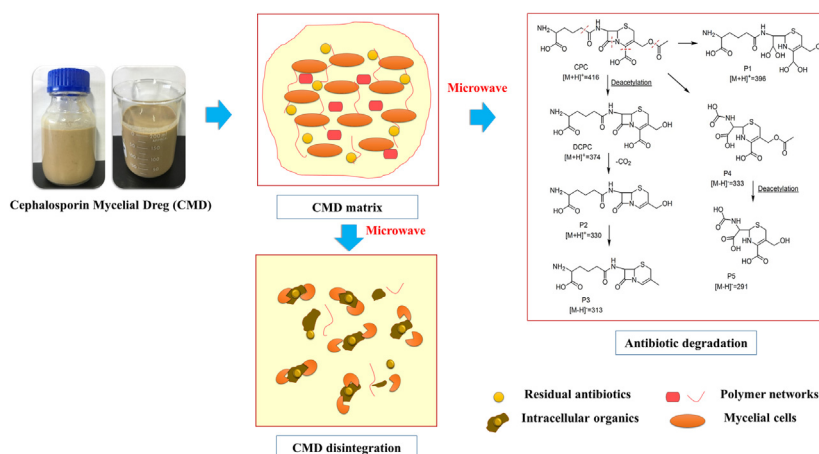 Cephalosporin Mycelial Dreg (CMD)
CMD matrix
Microwave
Microwave
CMD disintegration
CPC
[M+H]+=416
Deacetylation
DCPC
[M+H]+=374
-CO2
P2
[M+H]+=330
P3
[M+H]+=313
P1
[M+H]+=396
P4
[M-H]-=333
Deacetylation
P5
[M-H]-=291
Antibiotic degradation
Residual antibiotics
Polymer networks
Intracellular organics
Mycelial cells